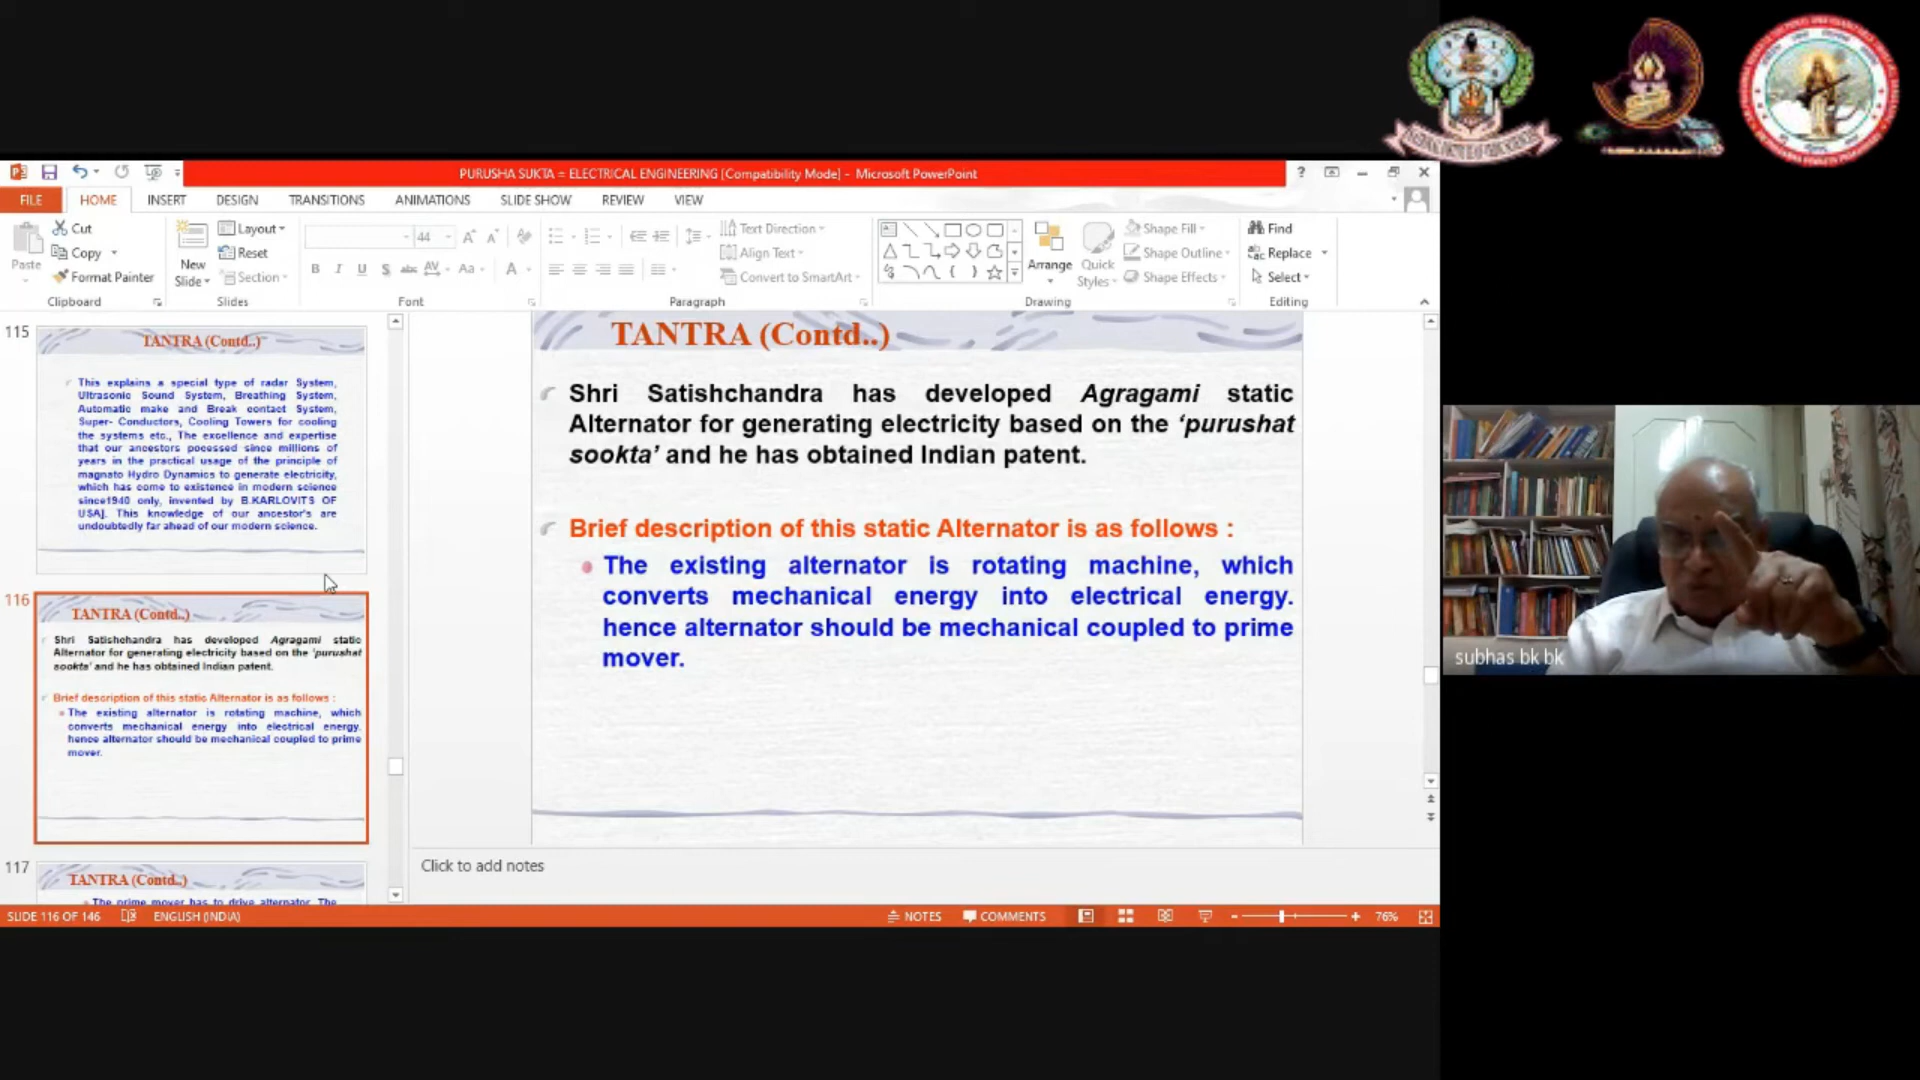 PURUSHA SUKTA = ELECTRICAL ENGINEERING [Compatibility Mode] - Microsoft PowerPoint
FILE HOME INSERT DESIGN TRANSITIONS ANIMATIONS SLIDE SHOW REVIEW VIEW
Paste
Cut
Copy
Format Painter
Clipboard
New
Slide
Layout
Reset
Section
Slides
44
Font
Paragraph
Text Direction
Align Text
Convert to SmartArt
Arrange
Quick
Styles
Drawing
Shape Fill
Shape Outline
Shape Effects
Find
Replace
Select
Editing
115
TANTRA (Contd..)
This explains a special type of radar System,
Ultrasonic Sound System, Breathing System,
Automatic make and Break contact System,
Super- Conductors, Cooling Towers for cooling
the systems etc., The excellence and expertise
that our ancestors pocessed since millions of
years in the practical usage of the principle of
magnato Hydro Dynamics to generate electricity,
which has come to existence in modern science
since1940 only, invented by B.KARLOVITS OF
USA]. This knowledge of our ancestor's are
undoubtedly far ahead of our modern science.
116
TANTRA (Contd..)
Shri Satishchandra has developed Agragami static
Alternator for generating electricity based on the 'purushat
sookta' and he has obtained Indian patent.
Brief description of this static Alternator is as follows :
The existing alternator is rotating machine, which
converts mechanical energy into electrical energy.
hence alternator should be mechanical coupled to prime
mover.
117
TANTRA (Contd..)
The prime mover has to drive alternator. The
TANTRA (Contd..)
Shri Satishchandra has developed Agragami static
Alternator for generating electricity based on the 'purushat
sookta' and he has obtained Indian patent.
Brief description of this static Alternator is as follows :
The existing alternator is rotating machine, which
converts mechanical energy into electrical energy.
hence alternator should be mechanical coupled to prime
mover.
Click to add notes
SLIDE 116 OF 146 ENGLISH (INDIA) NOTES COMMENTS 76%
subhas bk bk